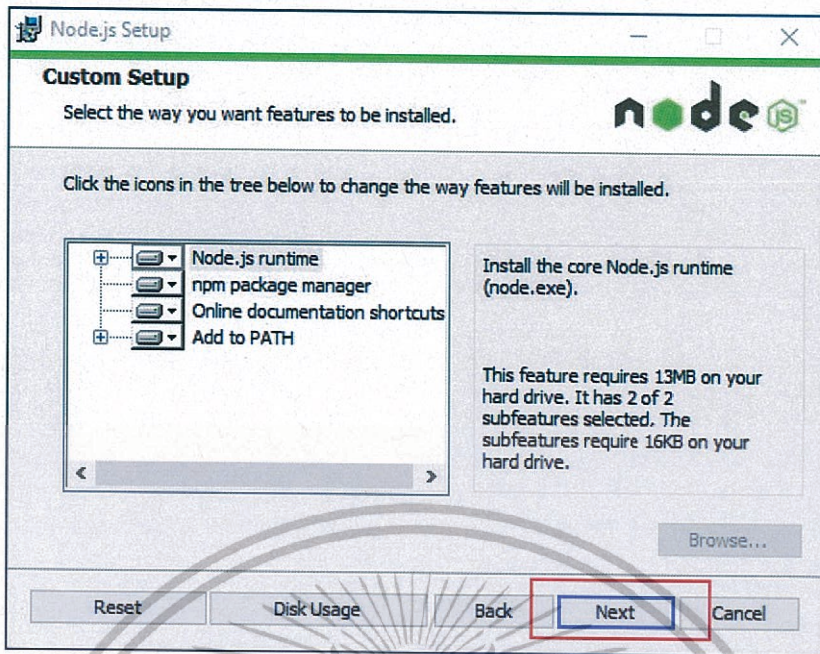 Node.js Setup
Custom Setup
Select the way you want features to be installed.
node js
Click the icons in the tree below to change the way features will be installed.
Node.js runtime
npm package manager
Online documentation shortcuts
Add to PATH
Install the core Node.js runtime
(node.exe).
This feature requires 13MB on your
hard drive. It has 2 of 2
subfeatures selected. The
subfeatures require 16KB on your
hard drive.
Browse...
Reset
Disk Usage
Back
Next
Cancel